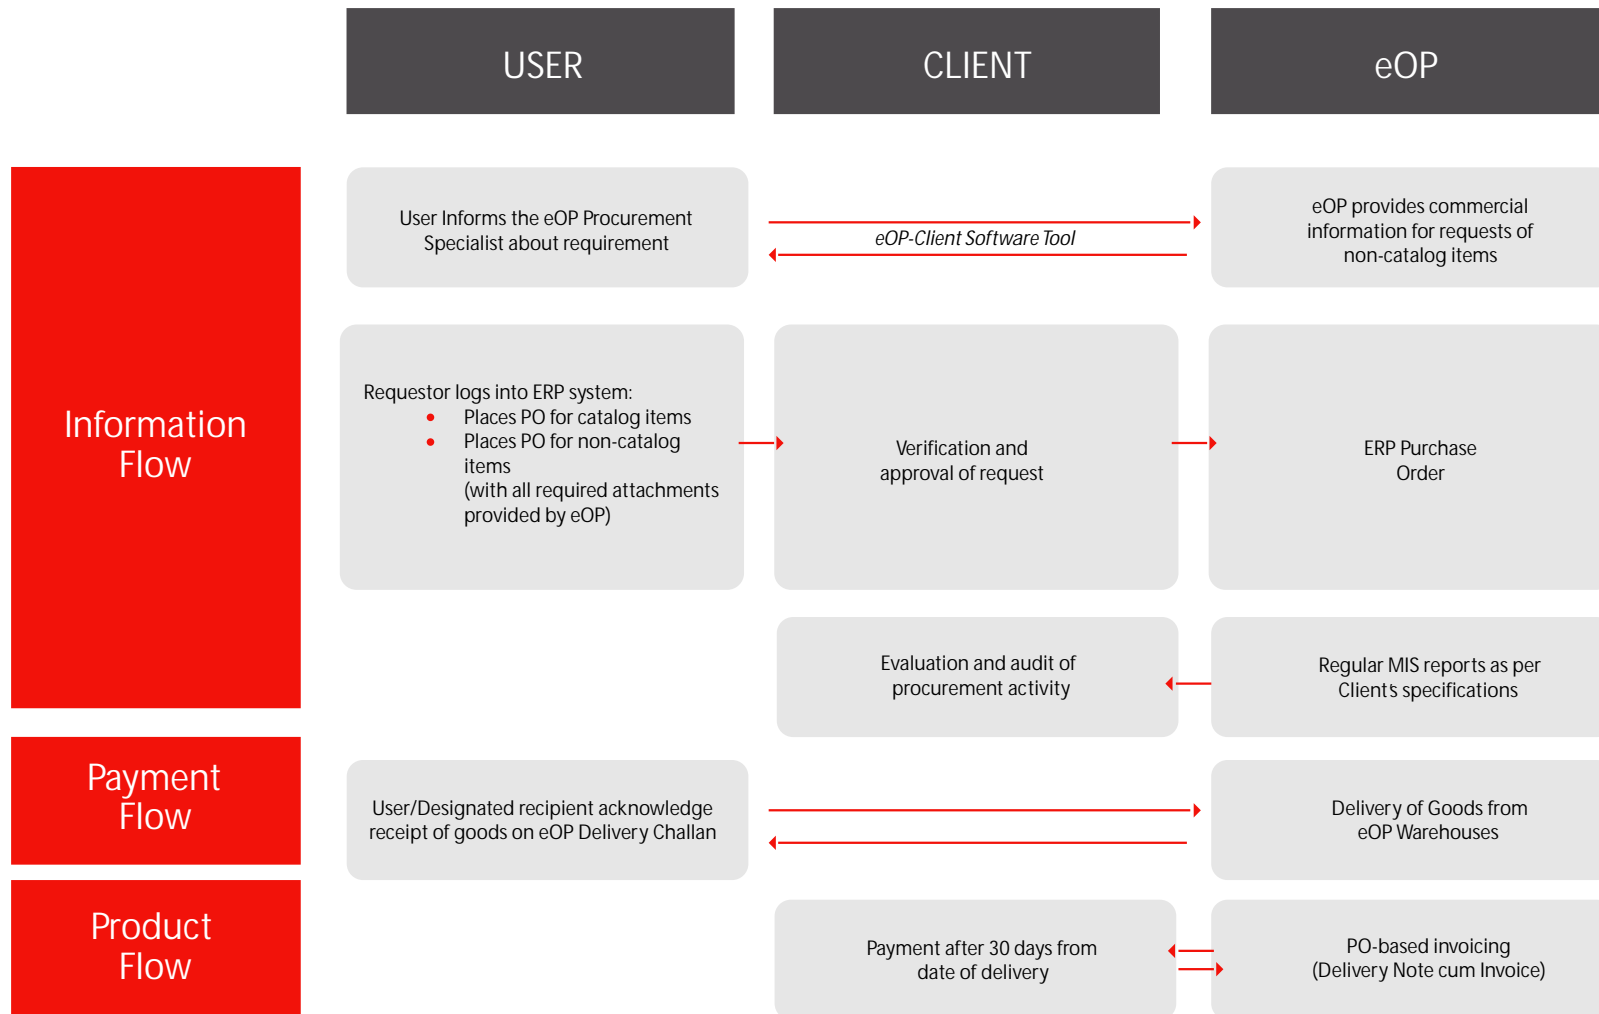 USER
CLIENT
eOP
Information
Flow
User Informs the eOP Procurement
Specialist about requirement
eOP-Client Software Tool
eOP provides commercial
information for requests of
non-catalog items
Requestor logs into ERP system:
• Places PO for catalog items
• Places PO for non-catalog
items
(with all required attachments
provided by eOP)
Verification and
approval of request
ERP Purchase
Order
Evaluation and audit of
procurement activity
Regular MIS reports as per
Client's specifications
Payment
Flow
User/Designated recipient acknowledge
receipt of goods on eOP Delivery Challan
Delivery of Goods from
eOP Warehouses
Product
Flow
Payment after 30 days from
date of delivery
PO-based invoicing
(Delivery Note cum Invoice)